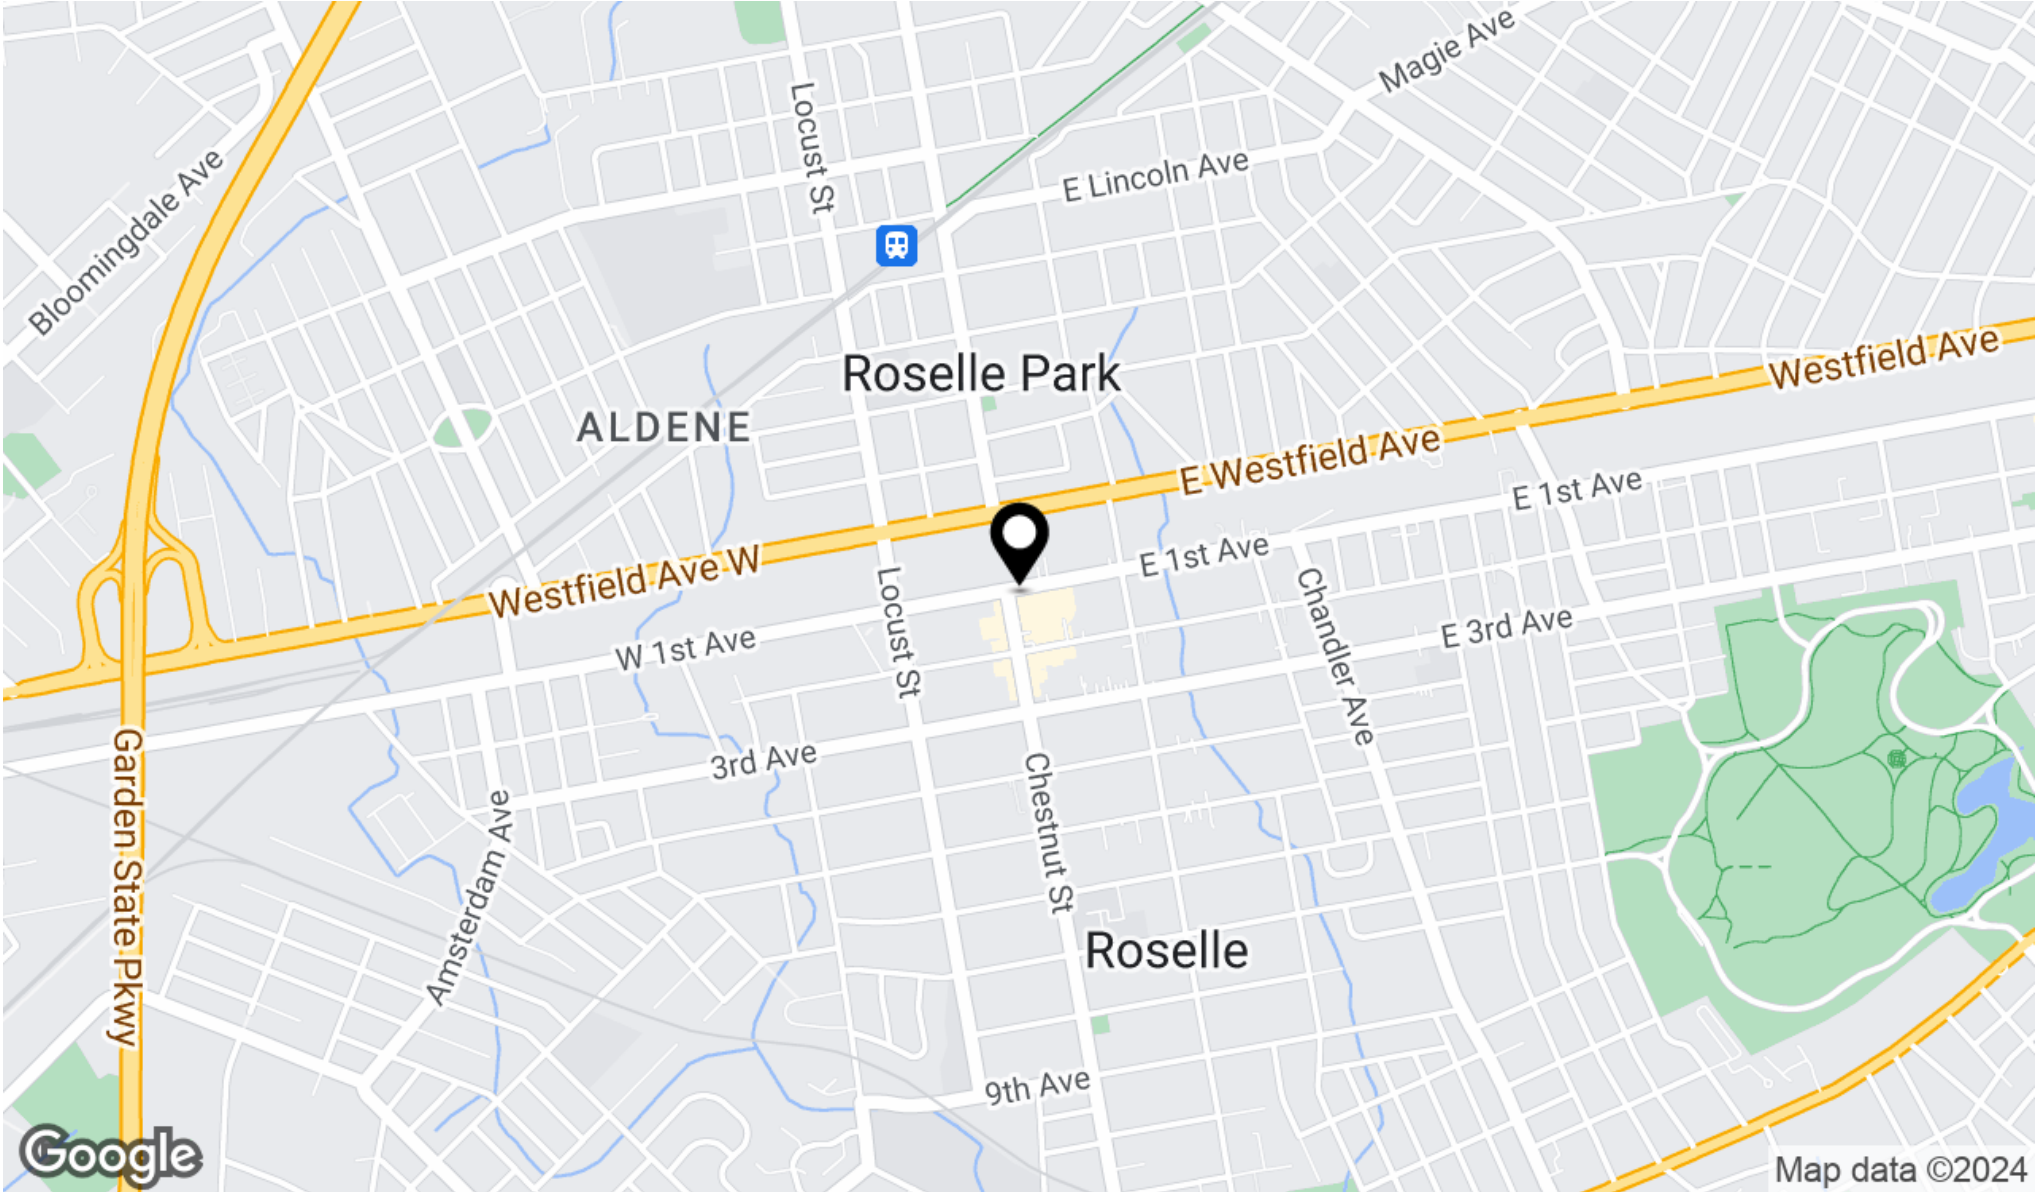 Magie Ave
Locust St
E Lincoln Ave
Bloomingdale Ave
Roselle Park
Westfield Ave
ALDENE
E Westfield Ave
E 1st Ave
E 1st Ave
Westfield Ave W
W 1st Ave
Locust St
Chandler Ave
E 3rd Ave
3rd Ave
Garden State Pkwy
Chestnut St
Amsterdam Ave
Roselle
9th Ave
Google
Map data ©2024